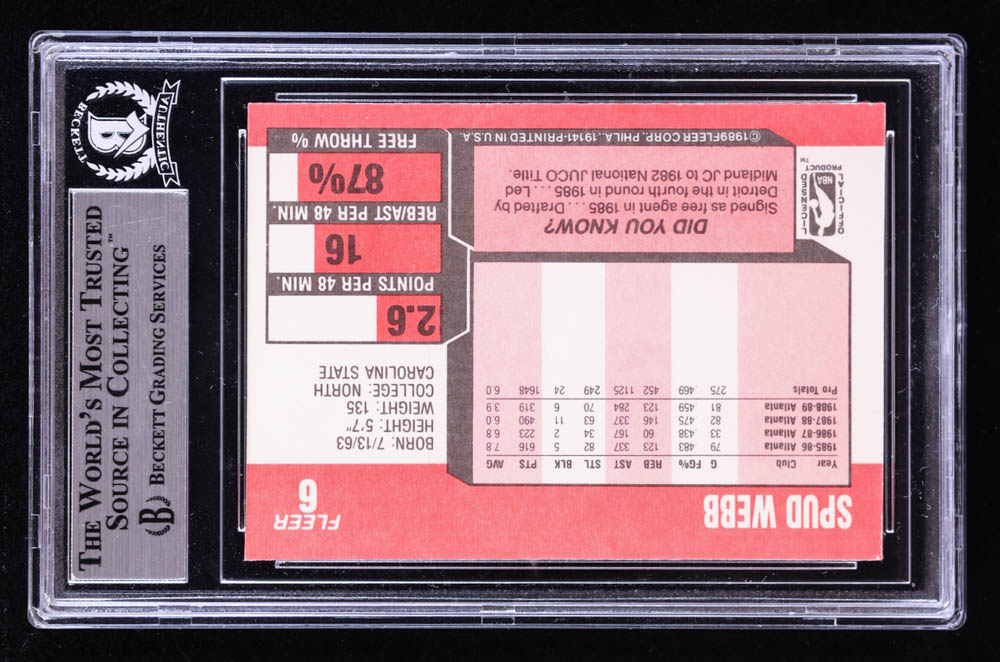 BECKETT
AUTHENTIC
THE WORLD'S MOST TRUSTED
SOURCE IN COLLECTING™
B BECKETT GRADING SERVICES
SPUD WEBB
FLEER
6
Year Club G FG% REB AST STL BLK PTS AVG
1985-86 Atlanta 79 483 123 337 82 5 616 7.8
1986-87 Atlanta 33 438 60 167 34 2 223 6.8
1987-88 Atlanta 82 475 146 337 63 11 490 6.0
1988-89 Atlanta 81 459 123 284 70 6 319 3.9
Pro Totals 275 469 452 1125 249 24 1648 6.0
BORN: 7/13/63
HEIGHT: 5'7"
WEIGHT: 135
COLLEGE: NORTH
CAROLINA STATE
2.6
POINTS PER 48 MIN.
16
REB/AST PER 48 MIN.
87%
FREE THROW %
DID YOU KNOW?
Signed as free agent in 1985 . . . Drafted by
Detroit in the fourth round in 1985 . . . Led
Midland JC to 1982 National JUCO Title.
OFFICIAL
LICENSED
NBA
PRODUCT
TM
©1989FLEER CORP. PHILA., 19141-PRINTED IN U.S.A.